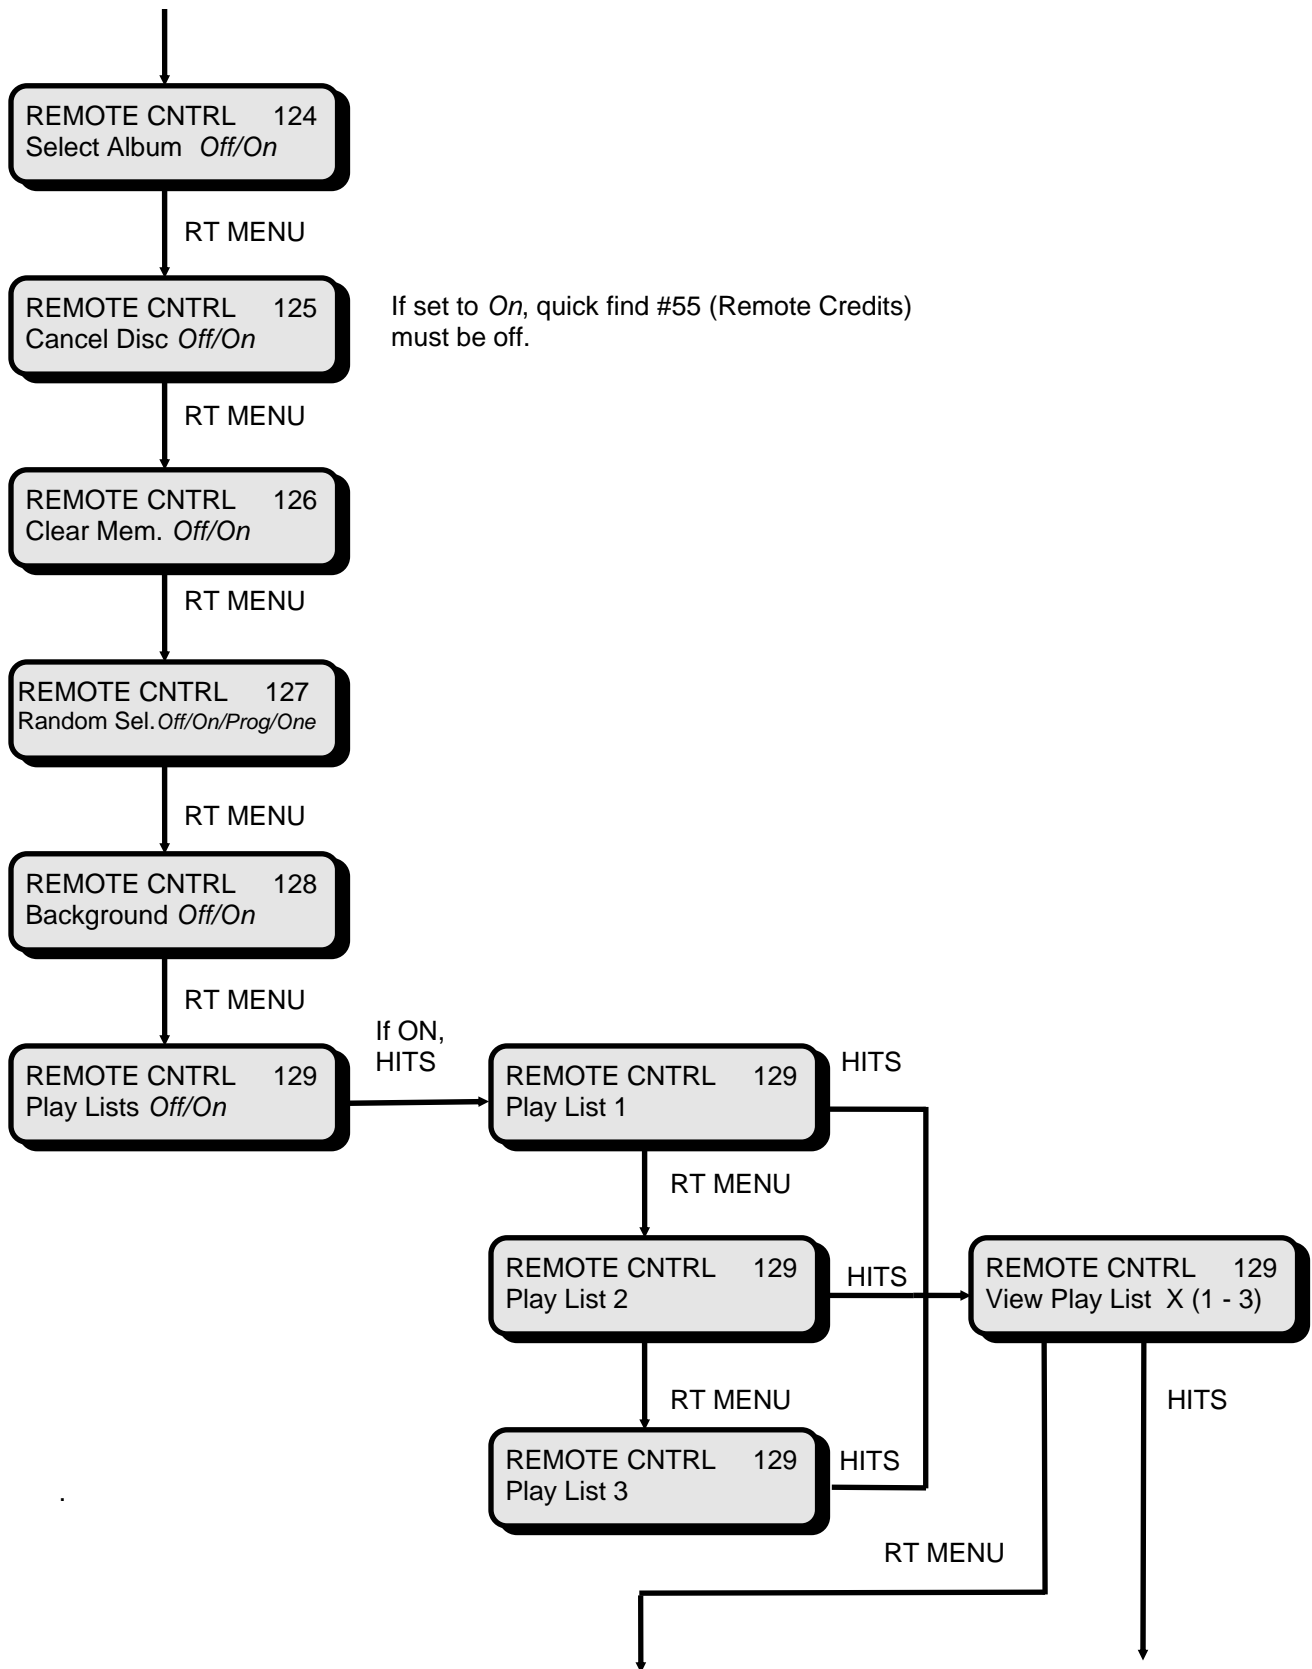 REMOTE CNTRL 124
Select Album Off/On
RT MENU
REMOTE CNTRL 125
Cancel Disc Off/On
If set to On, quick find #55 (Remote Credits)
must be off.
RT MENU
REMOTE CNTRL 126
Clear Mem. Off/On
RT MENU
REMOTE CNTRL 127
Random Sel. Off/On/Prog/One
RT MENU
REMOTE CNTRL 128
Background Off/On
RT MENU
REMOTE CNTRL 129
Play Lists Off/On
If ON,
HITS
REMOTE CNTRL 129
Play List 1
HITS
RT MENU
REMOTE CNTRL 129
Play List 2
HITS
REMOTE CNTRL 129
View Play List X (1 - 3)
RT MENU
HITS
REMOTE CNTRL 129
Play List 3
HITS
.
RT MENU